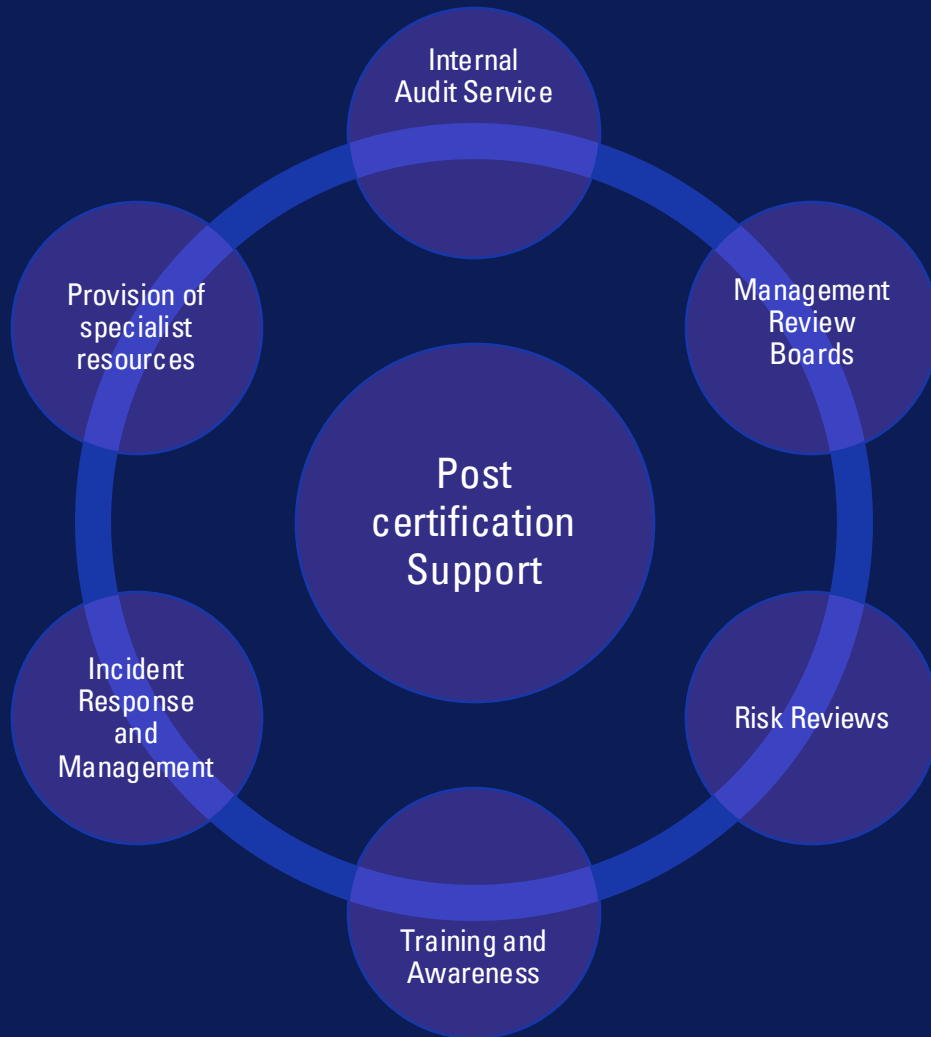 Internal
Audit Service
Management
Review
Boards
Risk Reviews
Training and
Awareness
Incident
Response
and
Management
Provision of
specialist
resources
Post
certification
Support